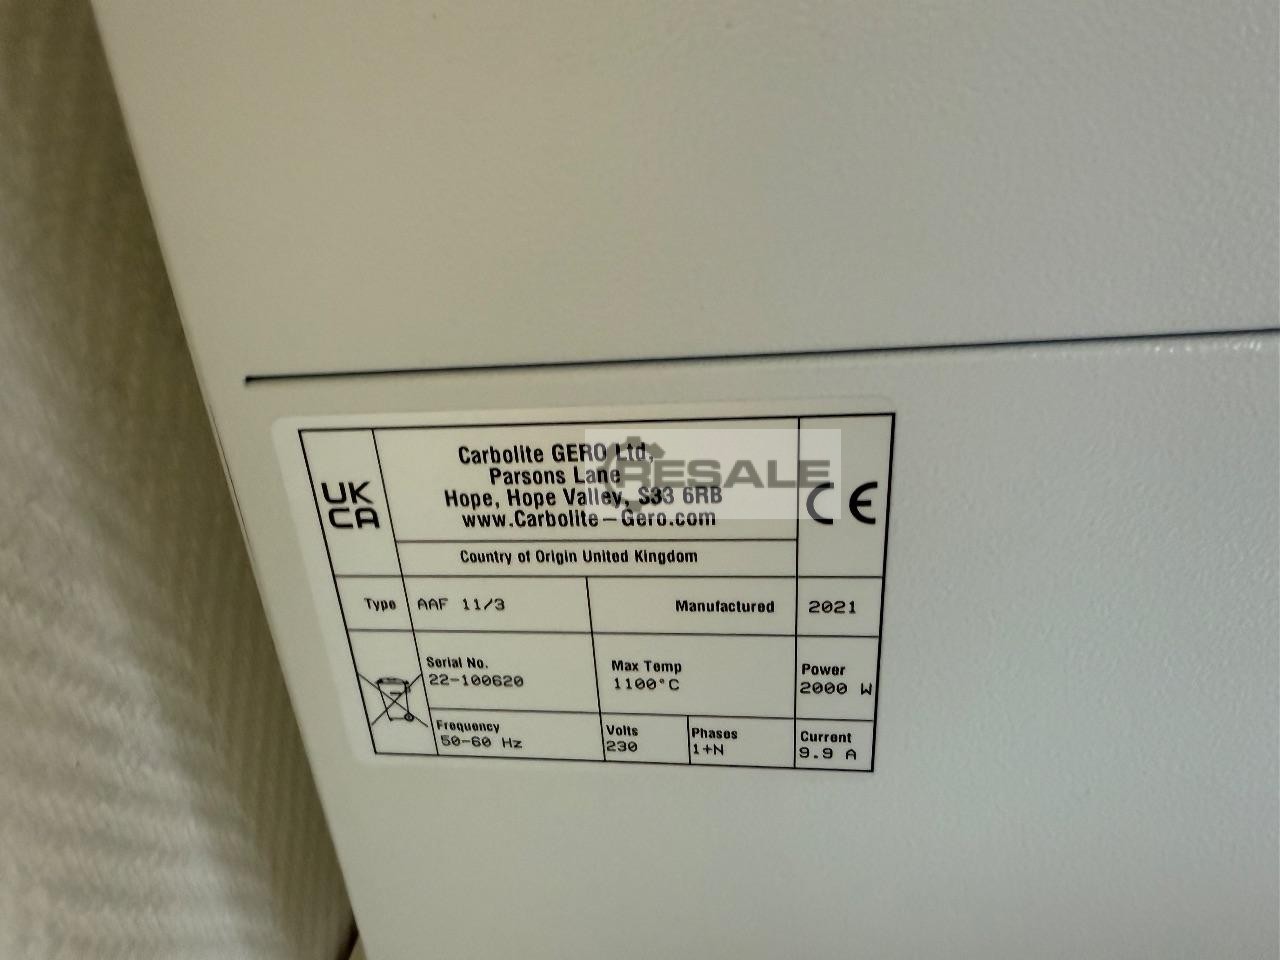 UK
CA
Carbolite GERO Ltd,
Parsons Lane
Hope, Hope Valley, S33 6RB
www.Carbolite-Gero.com
RESALE
CE
Country of Origin United Kingdom
Type AAF 11/3 Manufactured 2021
Serial No. Max Temp Power
22-100620 1100°C 2000 W
Frequency Volts Phases Current
50-60 Hz 230 1+N 9.9 A